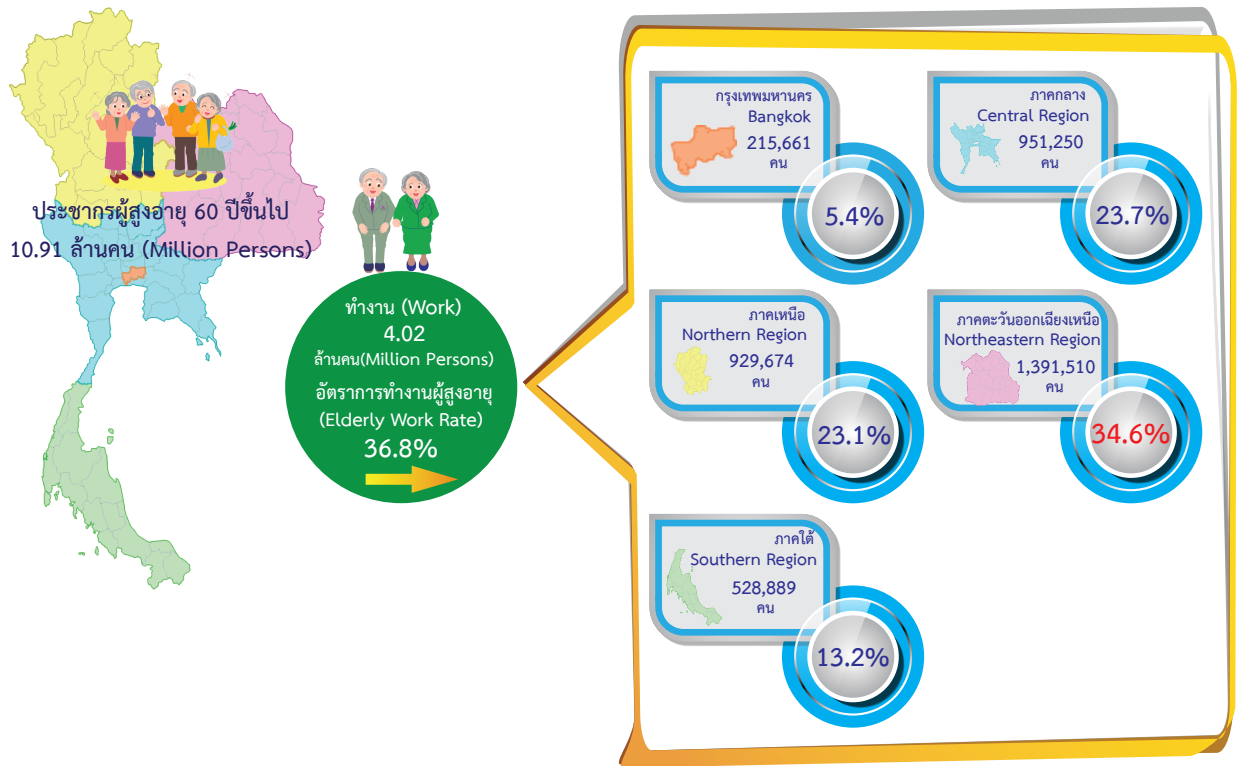 ประชากรผู้สูงอายุ 60 ปีขึ้นไป
10.91 ล้านคน (Million Persons)
ทำงาน (Work)
4.02
ล้านคน(Million Persons)
อัตราการทำงานผู้สูงอายุ
(Elderly Work Rate)
36.8%
กรุงเทพมหานคร
Bangkok
215,661
คน
5.4%
ภาคกลาง
Central Region
951,250
คน
23.7%
ภาคเหนือ
Northern Region
929,674
คน
23.1%
ภาคตะวันออกเฉียงเหนือ
Northeastern Region
1,391,510
คน
34.6%
ภาคใต้
Southern Region
528,889
คน
13.2%